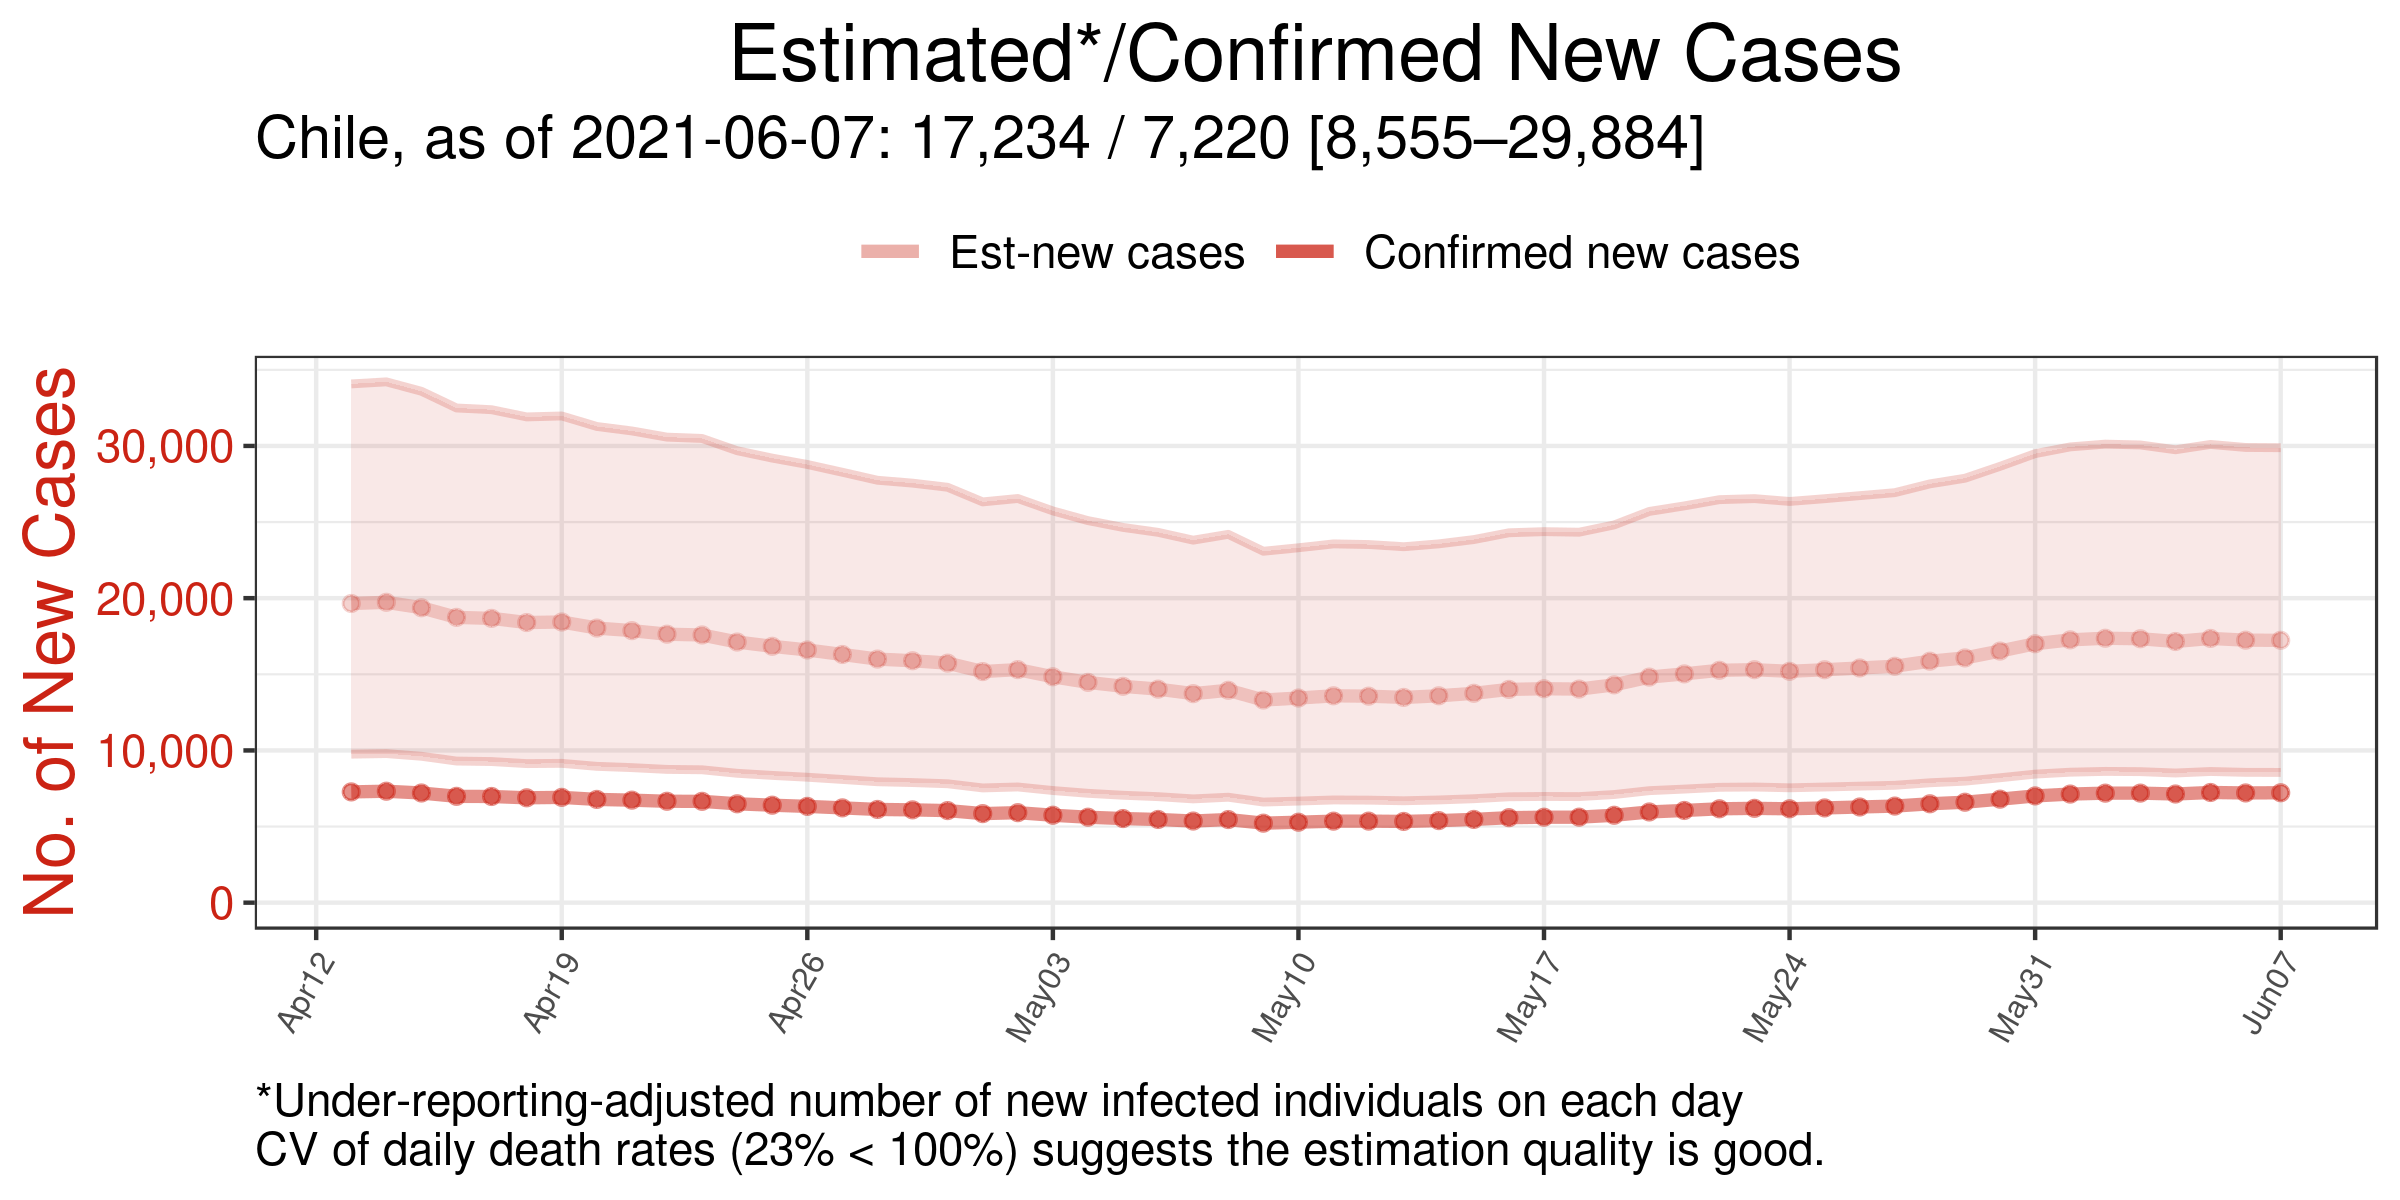 Estimated*/Confirmed New Cases
Chile, as of 2021-06-07: 17,234 / 7,220 [8,555–29,884]
Est-new cases
Confirmed new cases
No. of New Cases
30,000
20,000
10,000
0
Apr12
Apr19
Apr26
May03
May10
May17
May24
May31
Jun07
*Under-reporting-adjusted number of new infected individuals on each day
CV of daily death rates (23% < 100%) suggests the estimation quality is good.